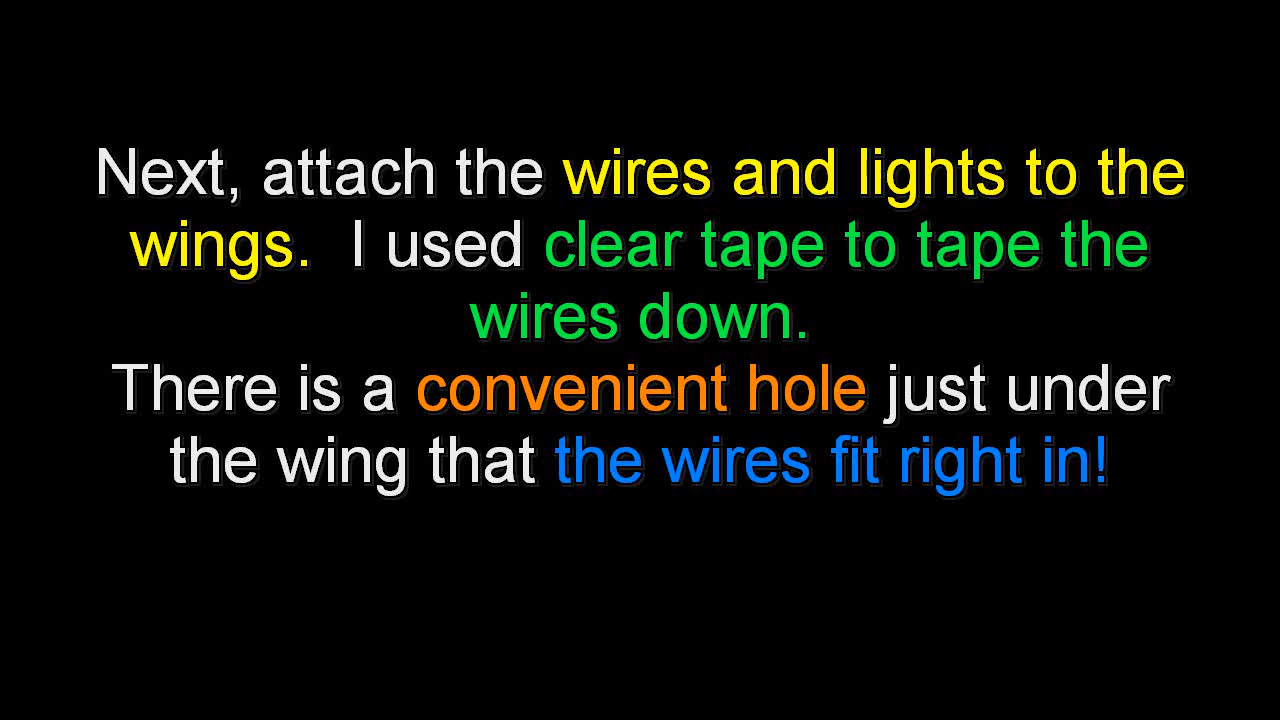 Next, attach the wires and lights to the
wings.  I used clear tape to tape the
wires down.
There is a convenient hole just under
the wing that the wires fit right in!